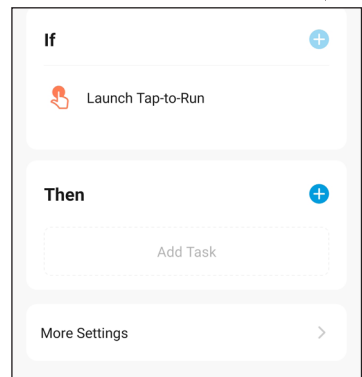 If
Launch Tap-to-Run
Then
Add Task
More Settings